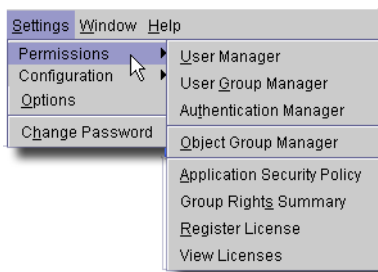 Settings Window Help
Permissions
Configuration
Options
Change Password
User Manager
User Group Manager
Authentication Manager
Object Group Manager
Application Security Policy
Group Rights Summary
Register License
View Licenses